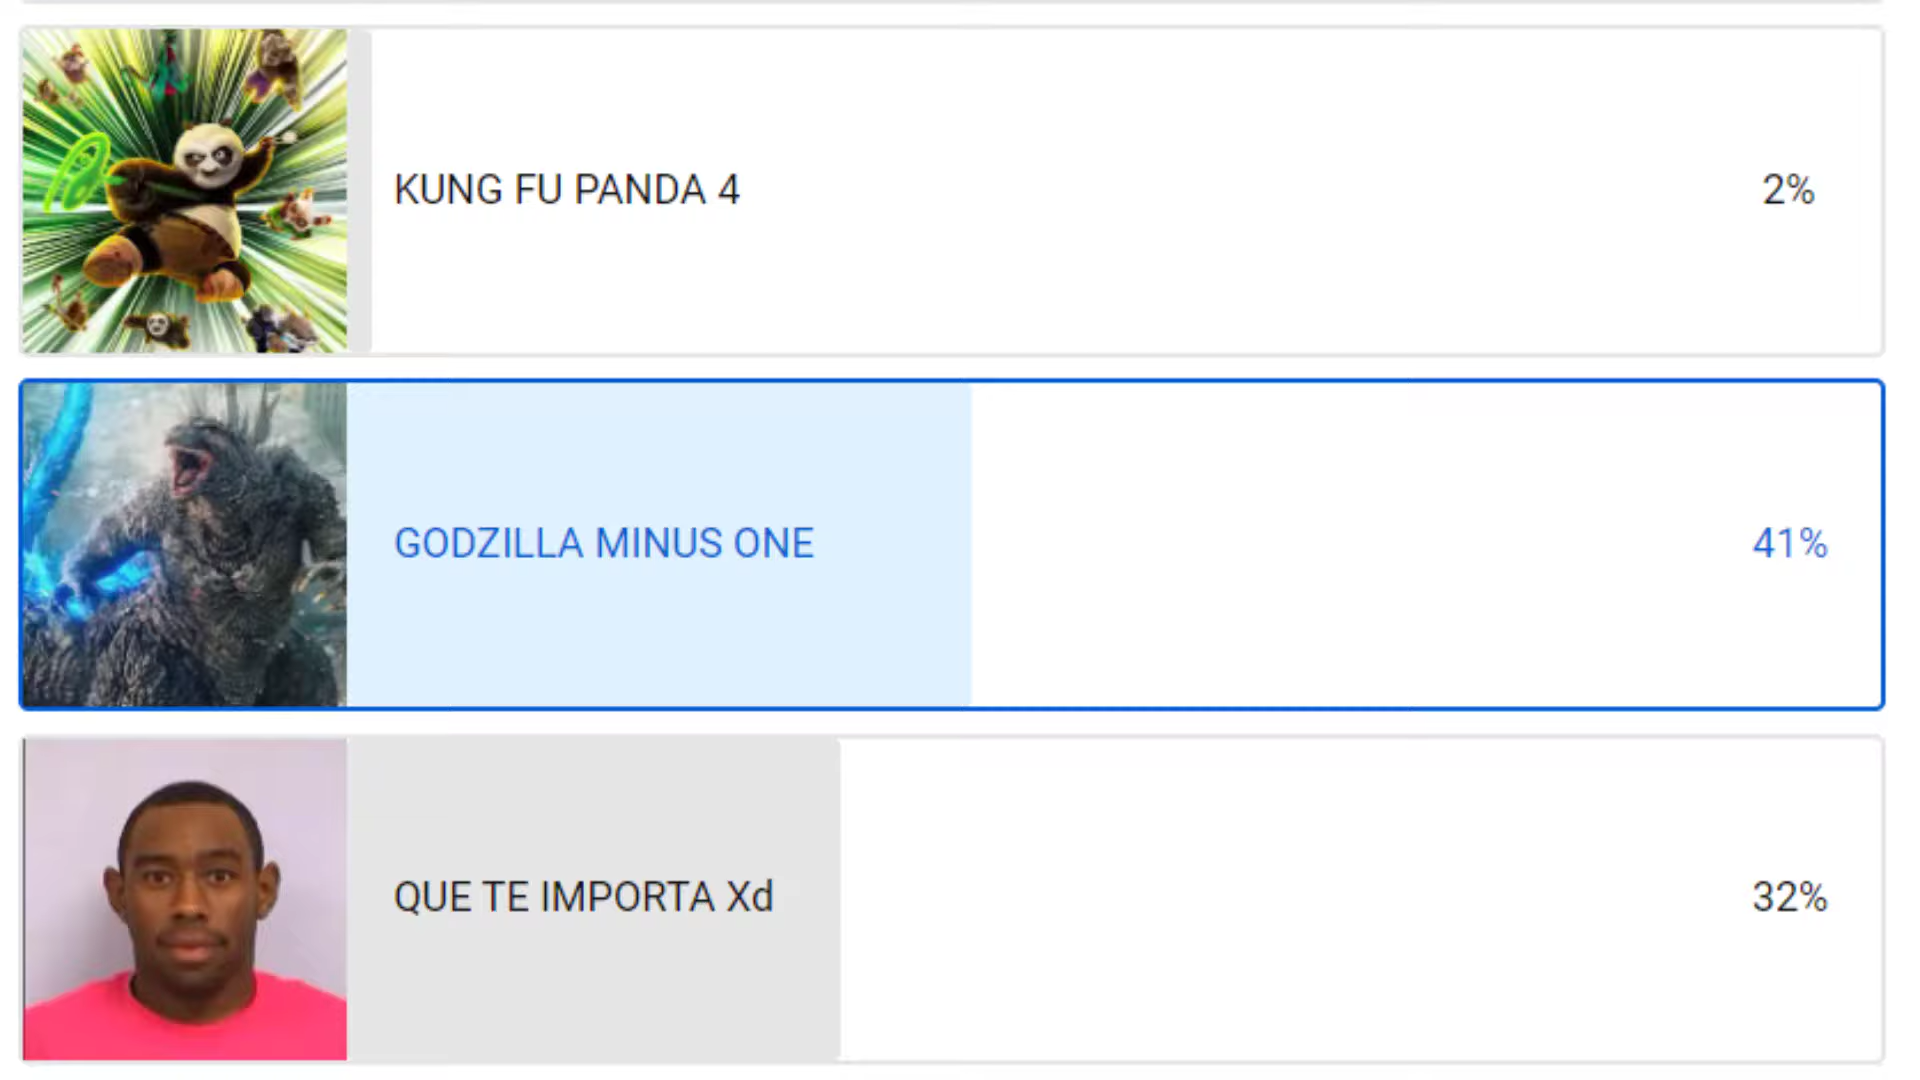 KUNG FU PANDA 4
2%
GODZILLA MINUS ONE
41%
QUE TE IMPORTA Xd
32%